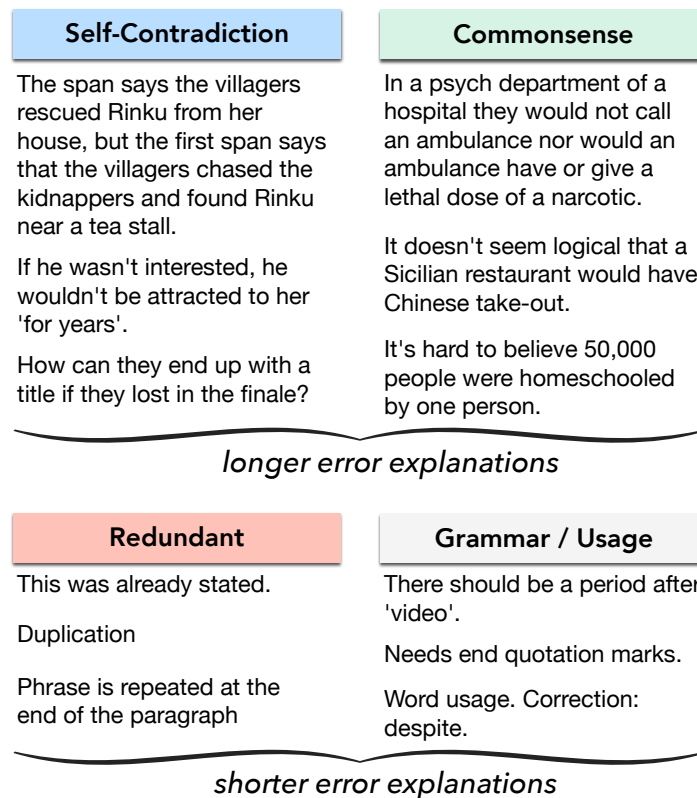 Self-Contradiction
The span says the villagers
rescued Rinku from her
house, but the first span says
that the villagers chased the
kidnappers and found Rinku
near a tea stall.
If he wasn't interested, he
wouldn't be attracted to her
'for years'.
How can they end up with a
title if they lost in the finale?
Commonsense
In a psych department of a
hospital they would not call
an ambulance nor would an
ambulance have or give a
lethal dose of a narcotic.
It doesn't seem logical that a
Sicilian restaurant would have
Chinese take-out.
It's hard to believe 50,000
people were homeschooled
by one person.
longer error explanations
Redundant
This was already stated.
Duplication
Phrase is repeated at the
end of the paragraph
Grammar / Usage
There should be a period after
'video'.
Needs end quotation marks.
Word usage. Correction:
despite.
shorter error explanations